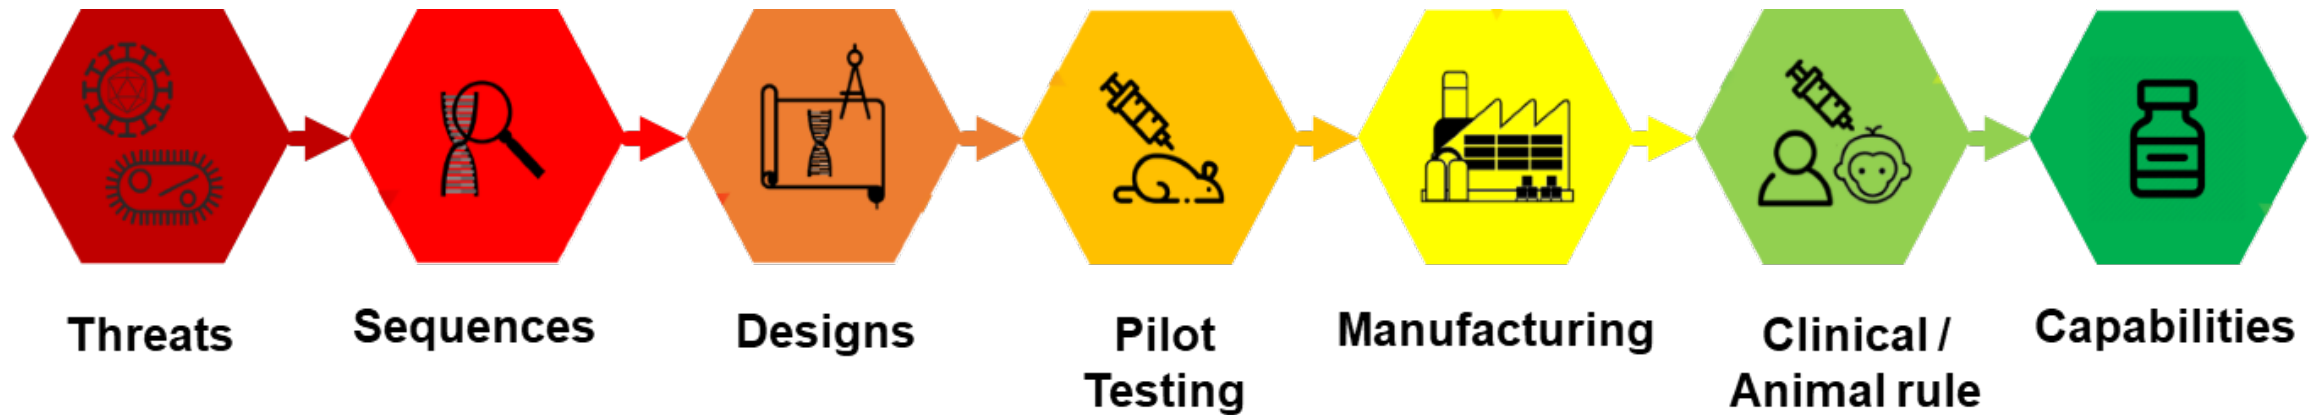 Threats
Sequences
Designs
Pilot
Testing
Manufacturing
Clinical /
Animal rule
Capabilities